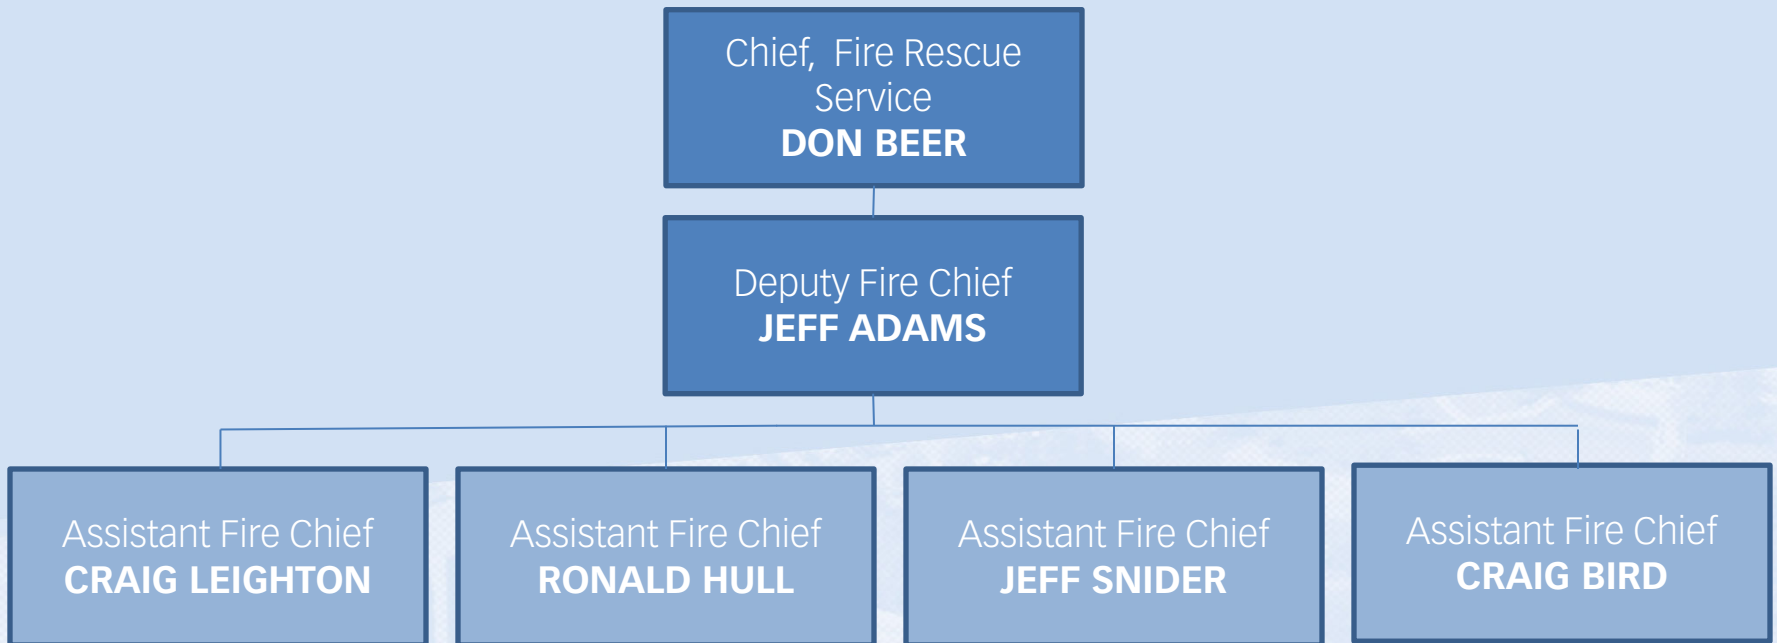 Chief,  Fire Rescue
Service
DON BEER
Deputy Fire Chief
JEFF ADAMS
Assistant Fire Chief
CRAIG LEIGHTON
Assistant Fire Chief
RONALD HULL
Assistant Fire Chief
JEFF SNIDER
Assistant Fire Chief
CRAIG BIRD